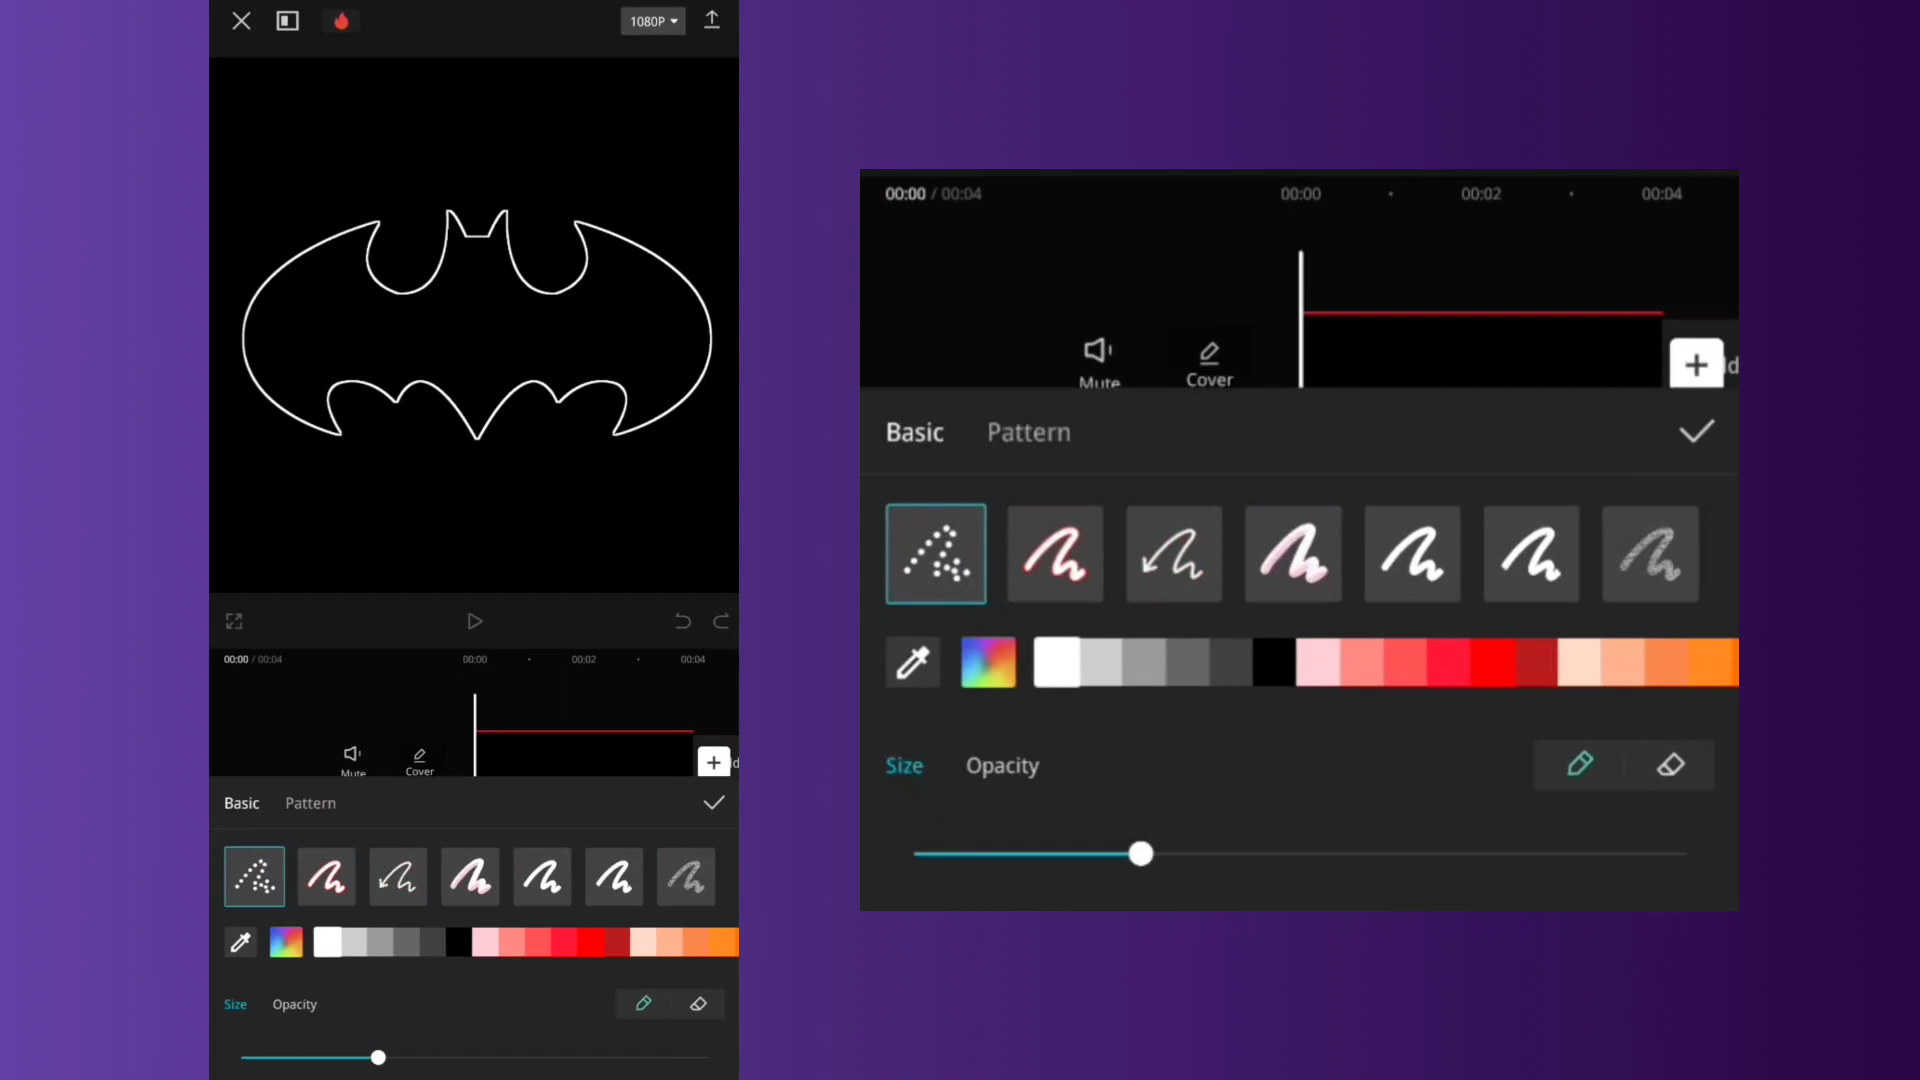 1080P
00:00 / 00:04
00:00
00:02
00:04
Mute
Cover
Basic
Pattern
Size
Opacity
00:00 / 00:04
00:00
00:02
00:04
Mute
Cover
Basic
Pattern
Size
Opacity